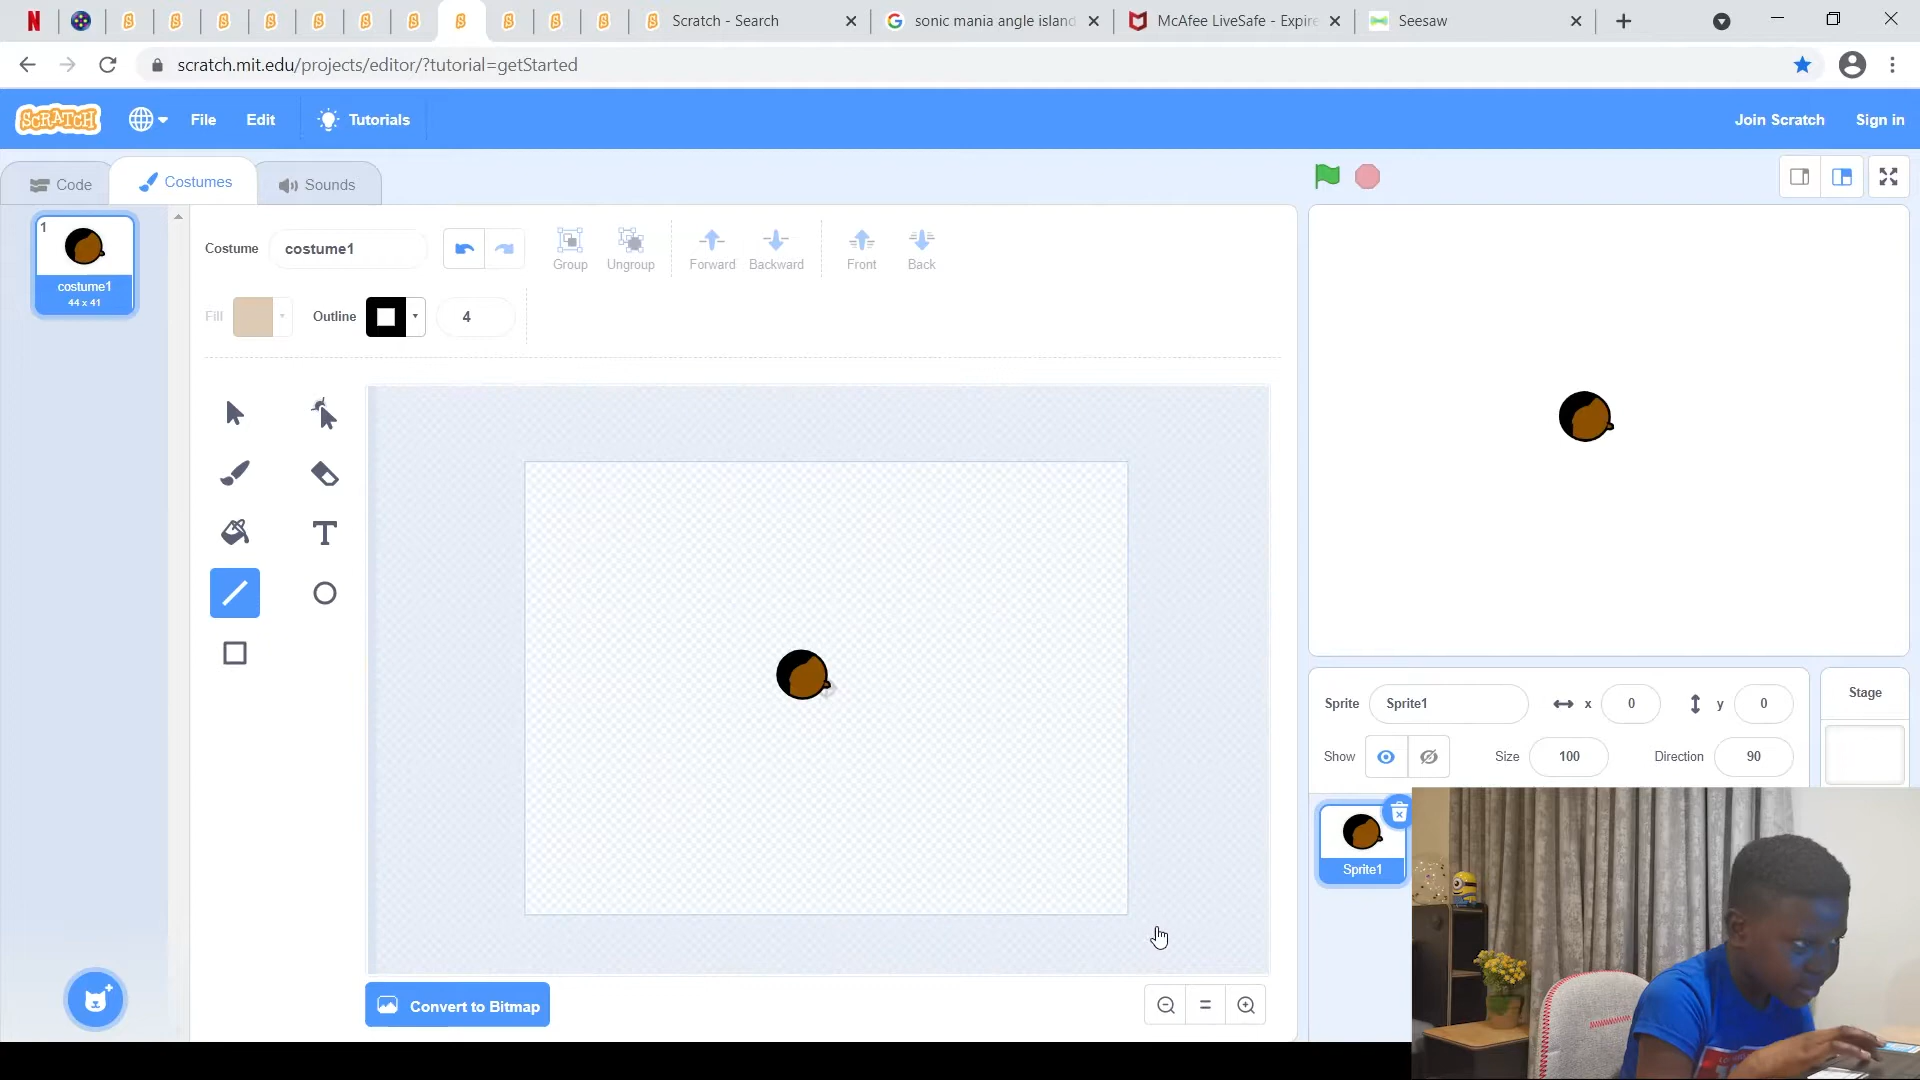 Scratch - Search
sonic mania angle island
McAfee LiveSafe - Expire
Seesaw
scratch.mit.edu/projects/editor/?tutorial=getStarted
SCRATCH
File
Edit
Tutorials
Join Scratch
Sign in
Code
Costumes
Sounds
1
costume1
44 x 41
Costume
costume1
Group
Ungroup
Forward
Backward
Front
Back
Fill
Outline
4
Convert to Bitmap
Sprite
Sprite1
x
0
y
0
Show
Size
100
Direction
90
Stage
Sprite1